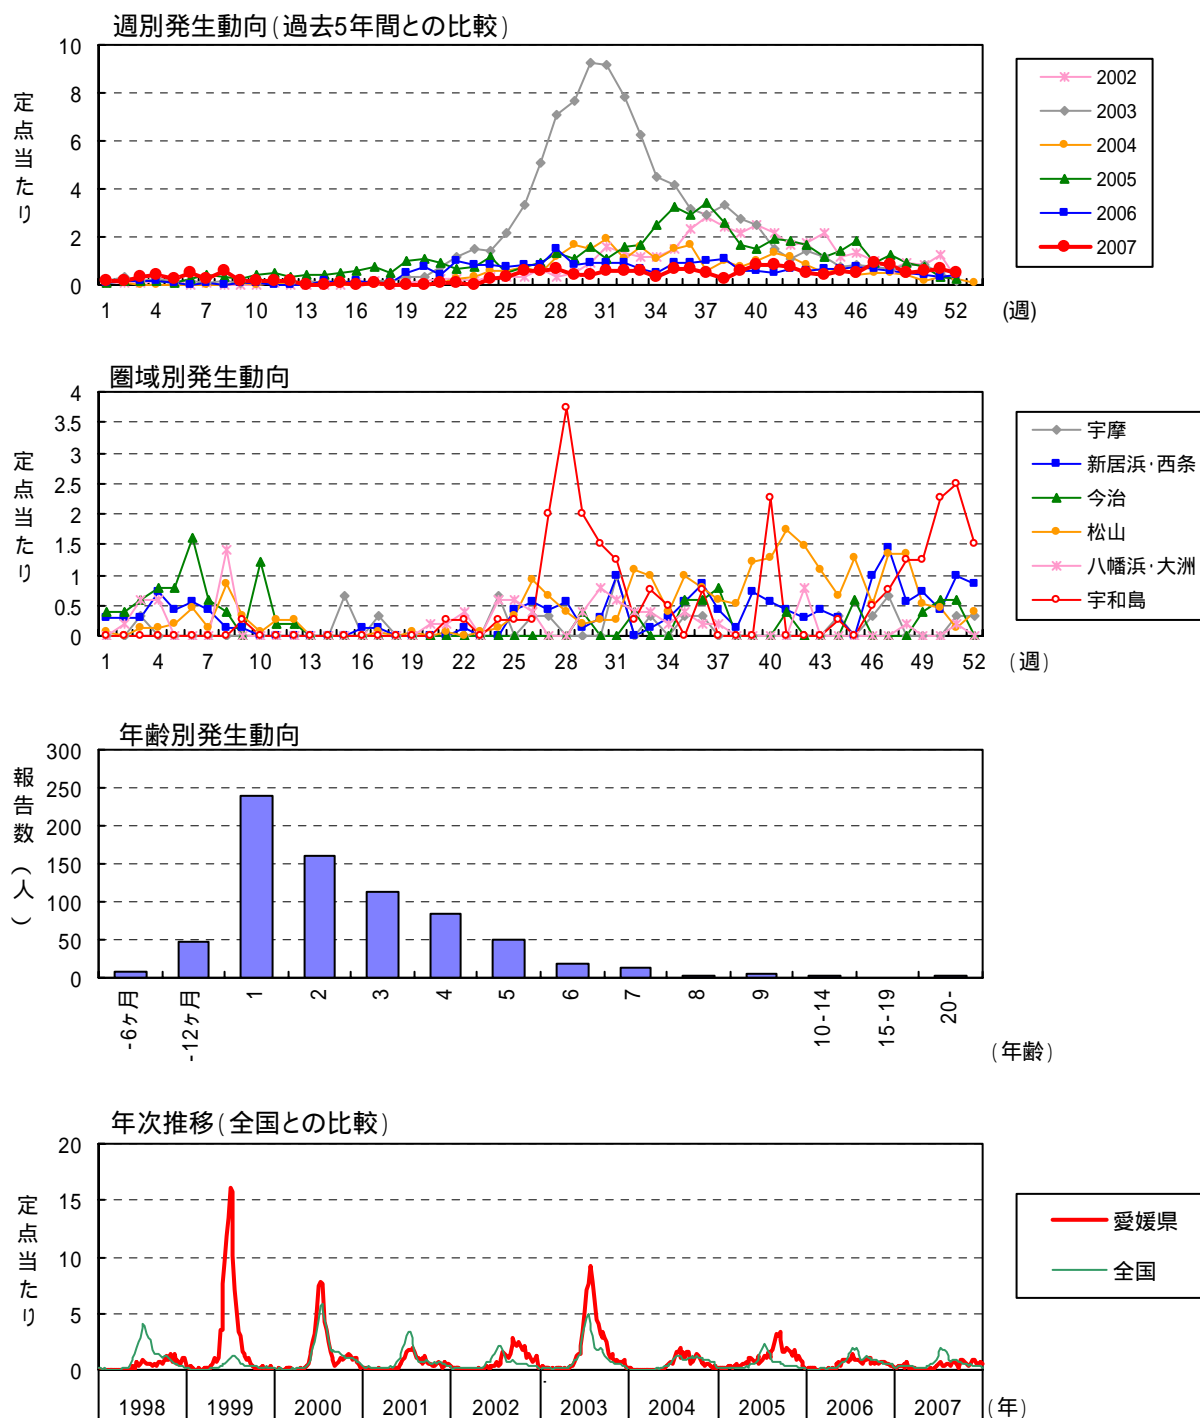 週別発生動向(過去5年間との比較)
定点当たり
10
8
6
4
2
0
1 4 7 10 13 16 19 22 25 28 31 34 37 40 43 46 49 52 (週)
2002
2003
2004
2005
2006
2007
圏域別発生動向
定点当たり
4
3.5
3
2.5
2
1.5
1
0.5
0
1 4 7 10 13 16 19 22 25 28 31 34 37 40 43 46 49 52 (週)
宇摩
新居浜・西条
今治
松山
八幡浜・大洲
宇和島
年齢別発生動向
報告数(人)
300
250
200
150
100
50
0
-6ヶ月 -12ヶ月 1 2 3 4 5 6 7 8 9 10-14 15-19 20-
(年齢)
年次推移(全国との比較)
定点当たり
20
15
10
5
0
1998 1999 2000 2001 2002 2003 2004 2005 2006 2007 (年)
愛媛県
全国